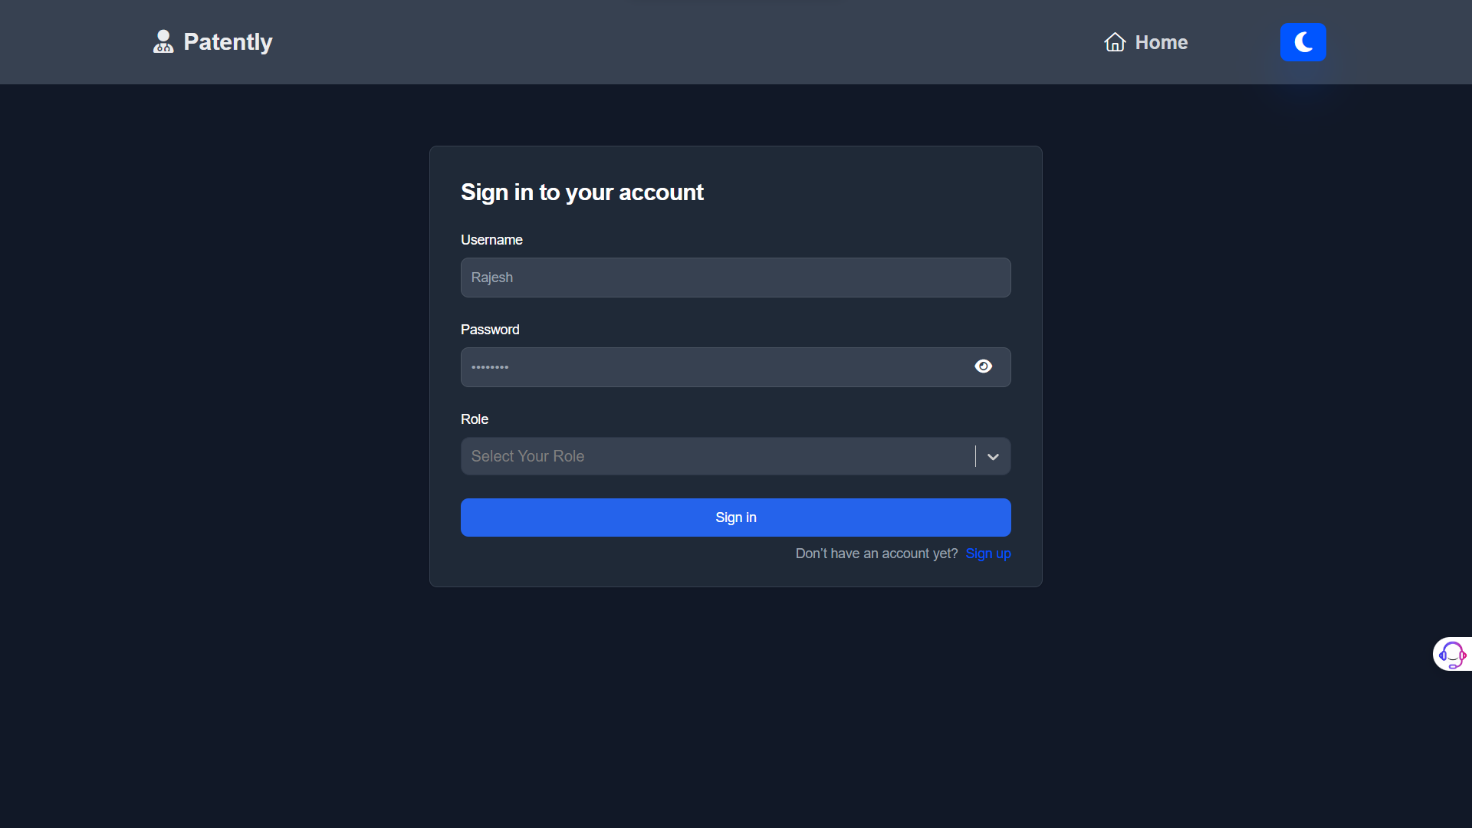 Patently
Home
Sign in to your account
Username
Rajesh
Password
••••••••
Role
Select Your Role
Sign in
Don't have an account yet? Sign up